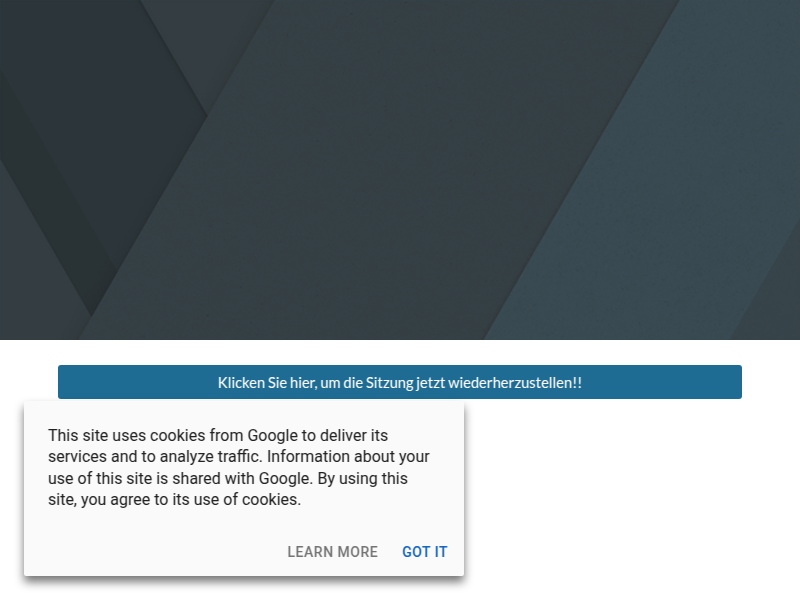 Klicken Sie hier, um die Sitzung jetzt wiederherzustellen!!
This site uses cookies from Google to deliver its
services and to analyze traffic. Information about your
use of this site is shared with Google. By using this
site, you agree to its use of cookies.
LEARN MORE GOT IT